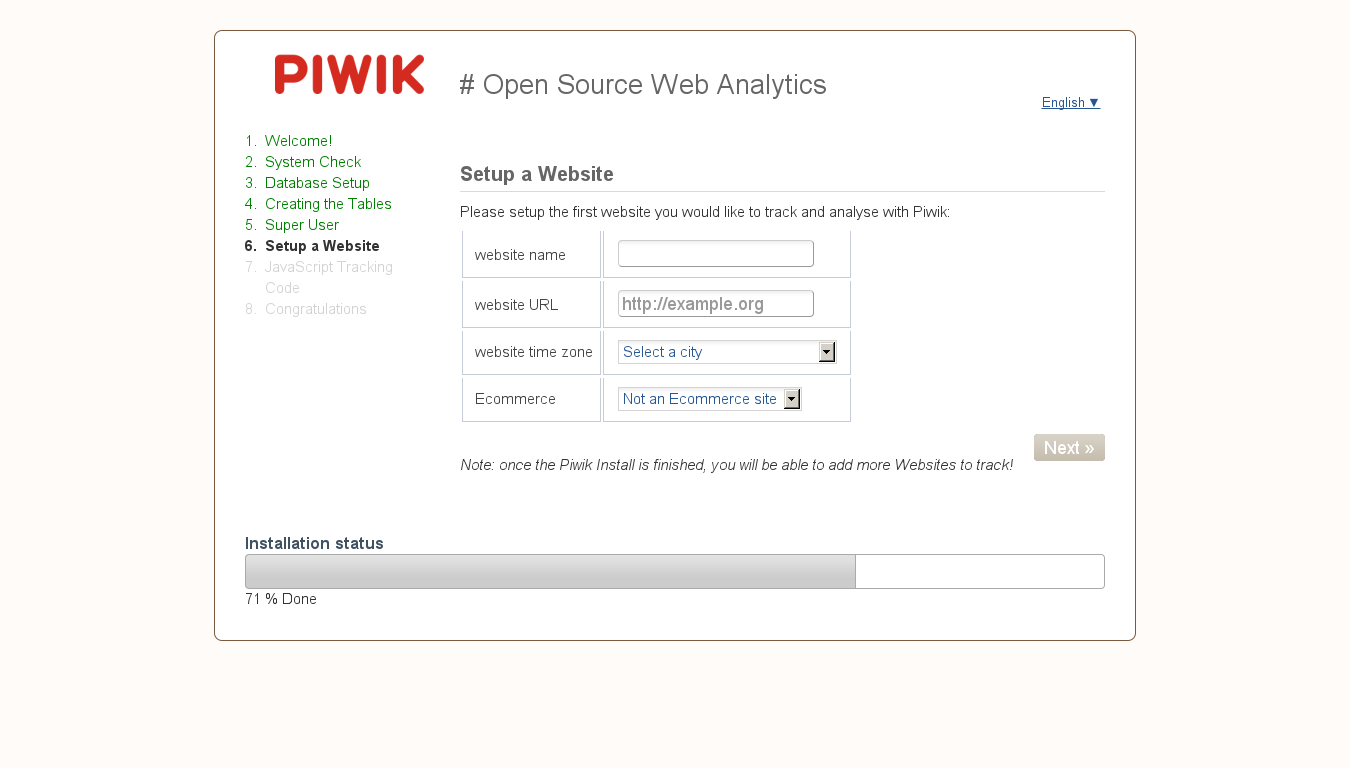 PIWIK # Open Source Web Analytics
English ▼
1. Welcome!
2. System Check
3. Database Setup
4. Creating the Tables
5. Super User
6. Setup a Website
7. JavaScript Tracking
Code
8. Congratulations
Setup a Website
Please setup the first website you would like to track and analyse with Piwik:
website name
website URL http://example.org
website time zone Select a city
Ecommerce Not an Ecommerce site
Next »
Note: once the Piwik Install is finished, you will be able to add more Websites to track!
Installation status
71 % Done